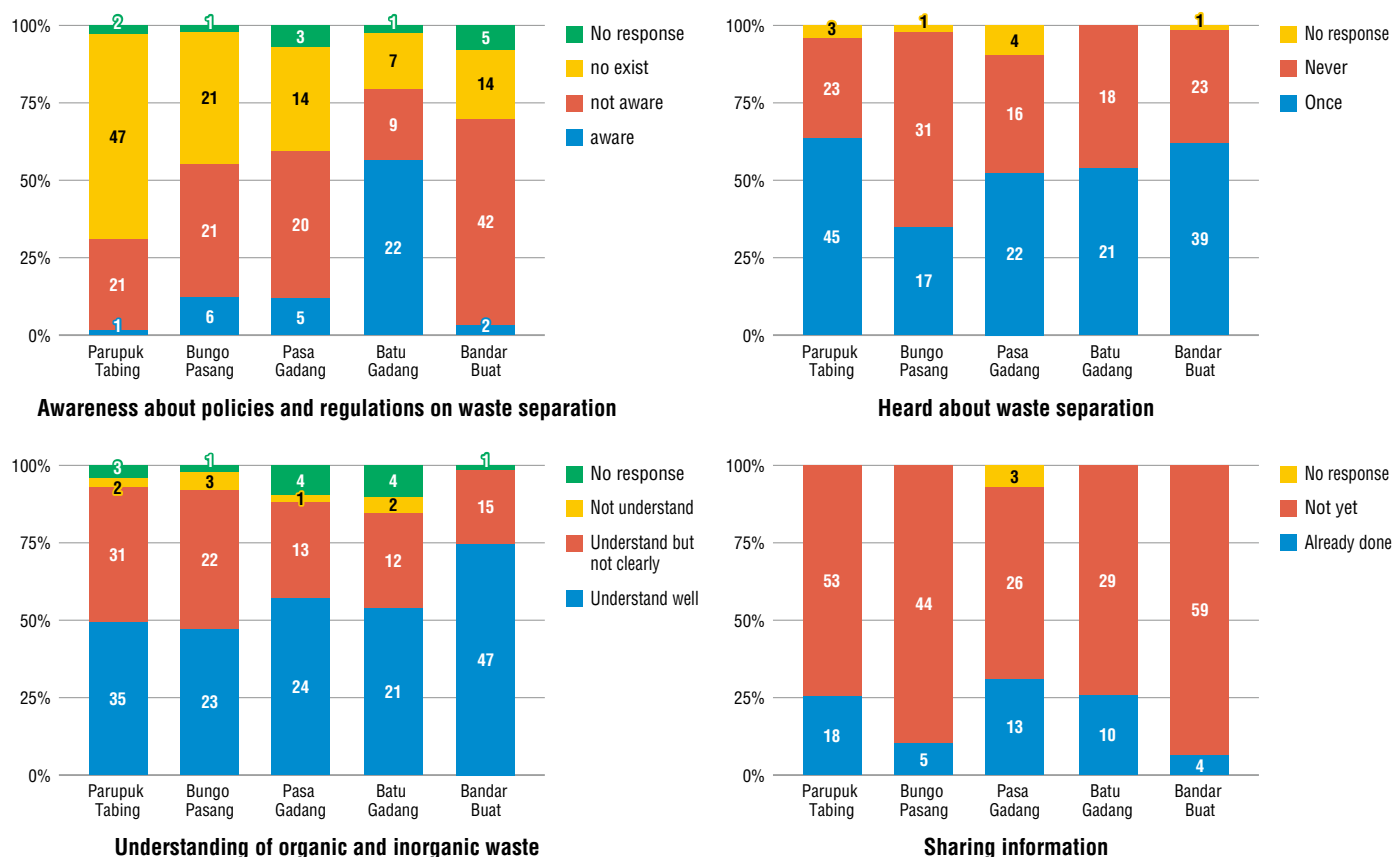 100%
75%
50%
25%
0%
2
47
21
1
1
21
21
6
3
14
20
5
1
7
9
22
5
14
42
2
Parupuk
Tabing
Bungo
Pasang
Pasa
Gadang
Batu
Gadang
Bandar
Buat
No response
no exist
not aware
aware
Awareness about policies and regulations on waste separation
100%
75%
50%
25%
0%
3
23
45
1
31
17
4
16
22
18
21
1
23
39
Parupuk
Tabing
Bungo
Pasang
Pasa
Gadang
Batu
Gadang
Bandar
Buat
No response
Never
Once
Heard about waste separation
100%
75%
50%
25%
0%
3
2
31
35
1
3
22
23
4
1
13
24
4
2
12
21
1
15
47
Parupuk
Tabing
Bungo
Pasang
Pasa
Gadang
Batu
Gadang
Bandar
Buat
No response
Not understand
Understand but
not clearly
Understand well
Understanding of organic and inorganic waste
100%
75%
50%
25%
0%
53
18
44
5
3
26
13
29
10
59
4
Parupuk
Tabing
Bungo
Pasang
Pasa
Gadang
Batu
Gadang
Bandar
Buat
No response
Not yet
Already done
Sharing information